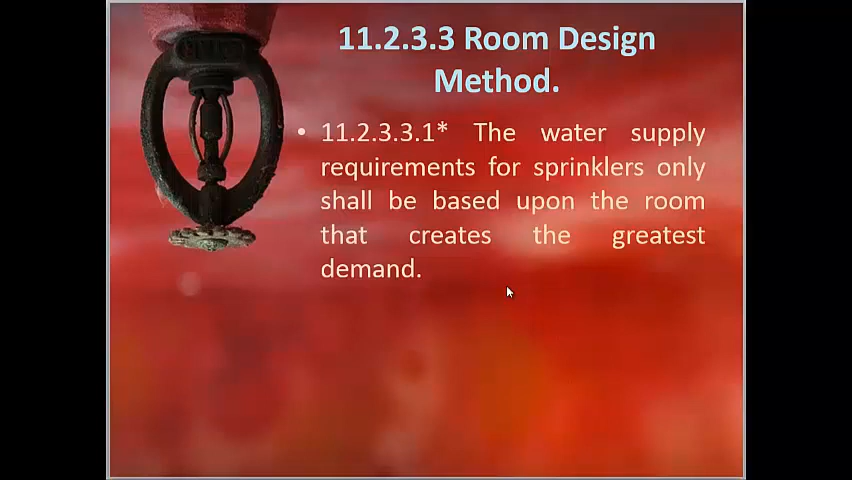 11.2.3.3 Room Design
Method.
• 11.2.3.3.1* The water supply
requirements for sprinklers only
shall be based upon the room
that creates the greatest
demand.